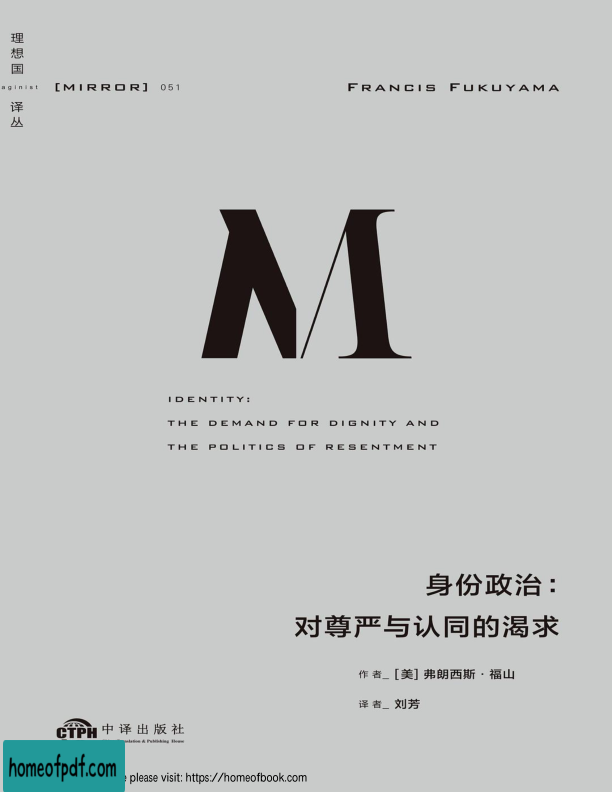 理
想
国
aginist
译
丛
[MIRROR] 051
FRANCIS FUKUYAMA
M
IDENTITY:
THE DEMAND FOR DIGNITY AND
THE POLITICS OF RESENTMENT
身份政治：
对尊严与认同的渴求
作者_ [美] 弗朗西斯·福山
译者_ 刘芳
CTPH 中译出版社
& Publishing House
homeofpdf.com
please visit: https://homeofbook.com